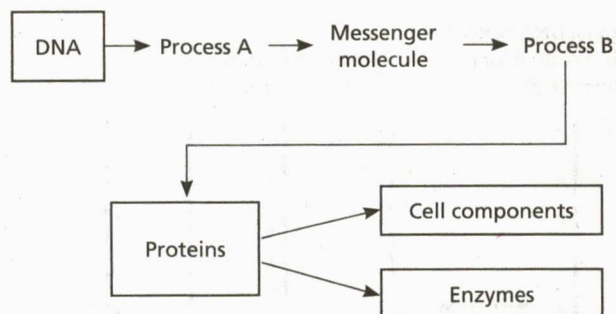 DNA
Process A
Messenger
molecule
Process B
Proteins
Cell components
Enzymes